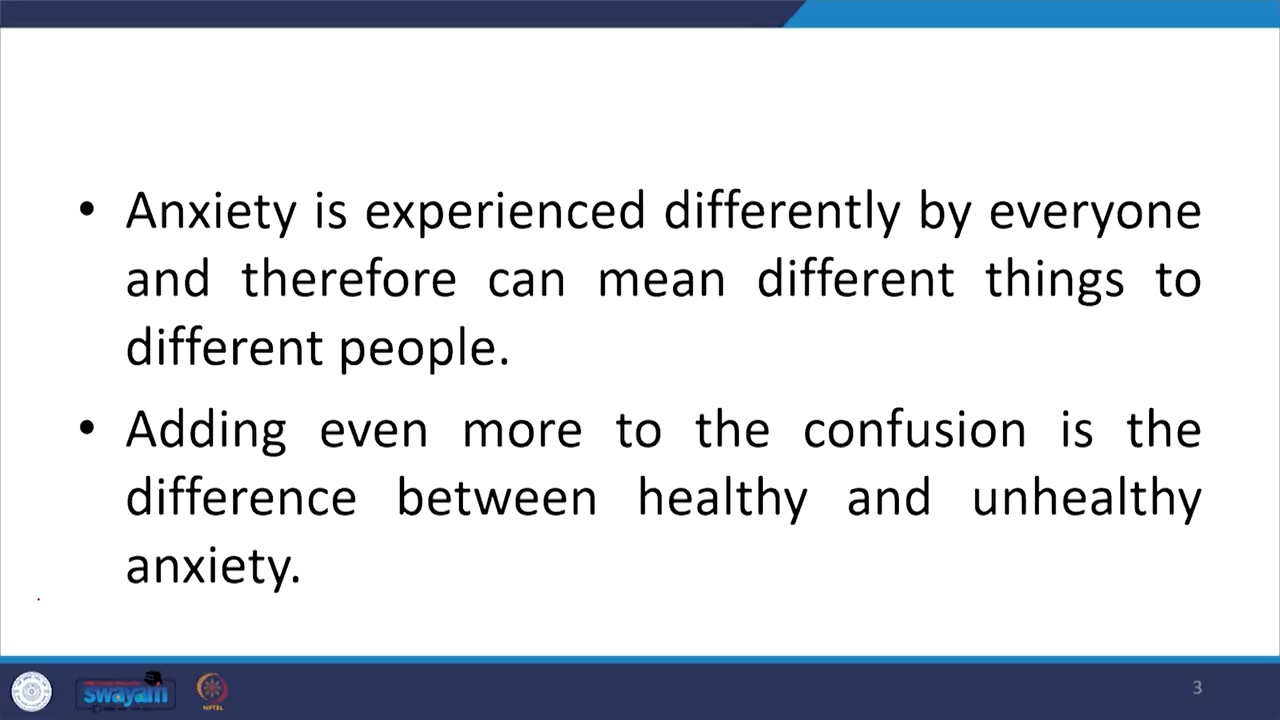 • Anxiety is experienced differently by everyone
and therefore can mean different things to
different people.
• Adding even more to the confusion is the
difference between healthy and unhealthy
anxiety.
swayam
NPTEL
3